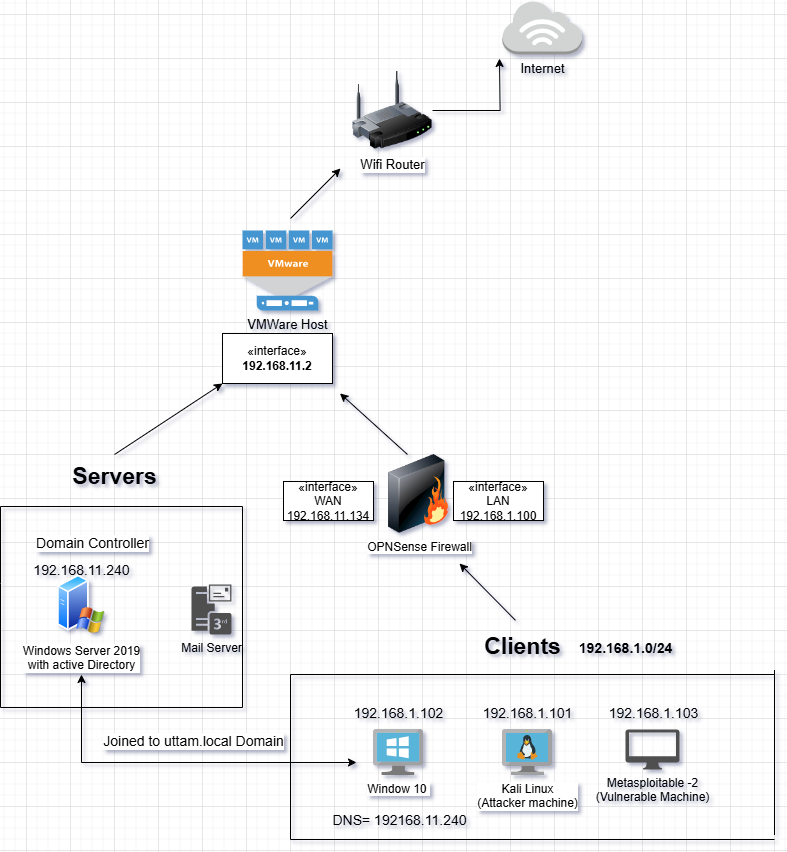 Internet
Wifi Router
VM VM VM VM
VMware
VMWare Host
«interface»
192.168.11.2
Servers
«interface»
WAN
192.168.11.134
«interface»
LAN
192.168.1.100
OPNSense Firewall
Domain Controller
192.168.11.240
3rd
Windows Server 2019
with active Directory
Mail Server
Clients
192.168.1.0/24
Joined to uttam.local Domain
192.168.1.102
Window 10
DNS= 192168.11.240
192.168.1.101
Kali Linux
(Attacker machine)
192.168.1.103
Metasploitable -2
(Vulnerable Machine)